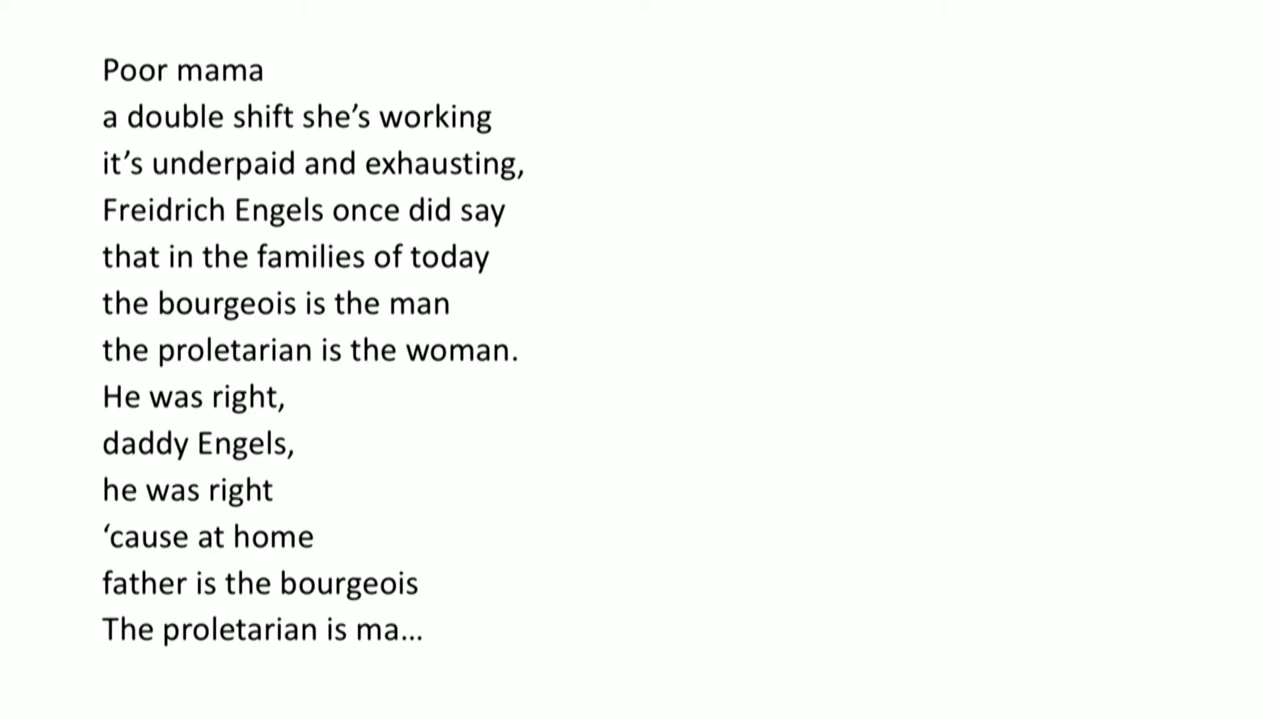 Poor mama
a double shift she’s working
it’s underpaid and exhausting,
Freidrich Engels once did say
that in the families of today
the bourgeois is the man
the proletarian is the woman.
He was right,
daddy Engels,
he was right
‘cause at home
father is the bourgeois
The proletarian is ma...